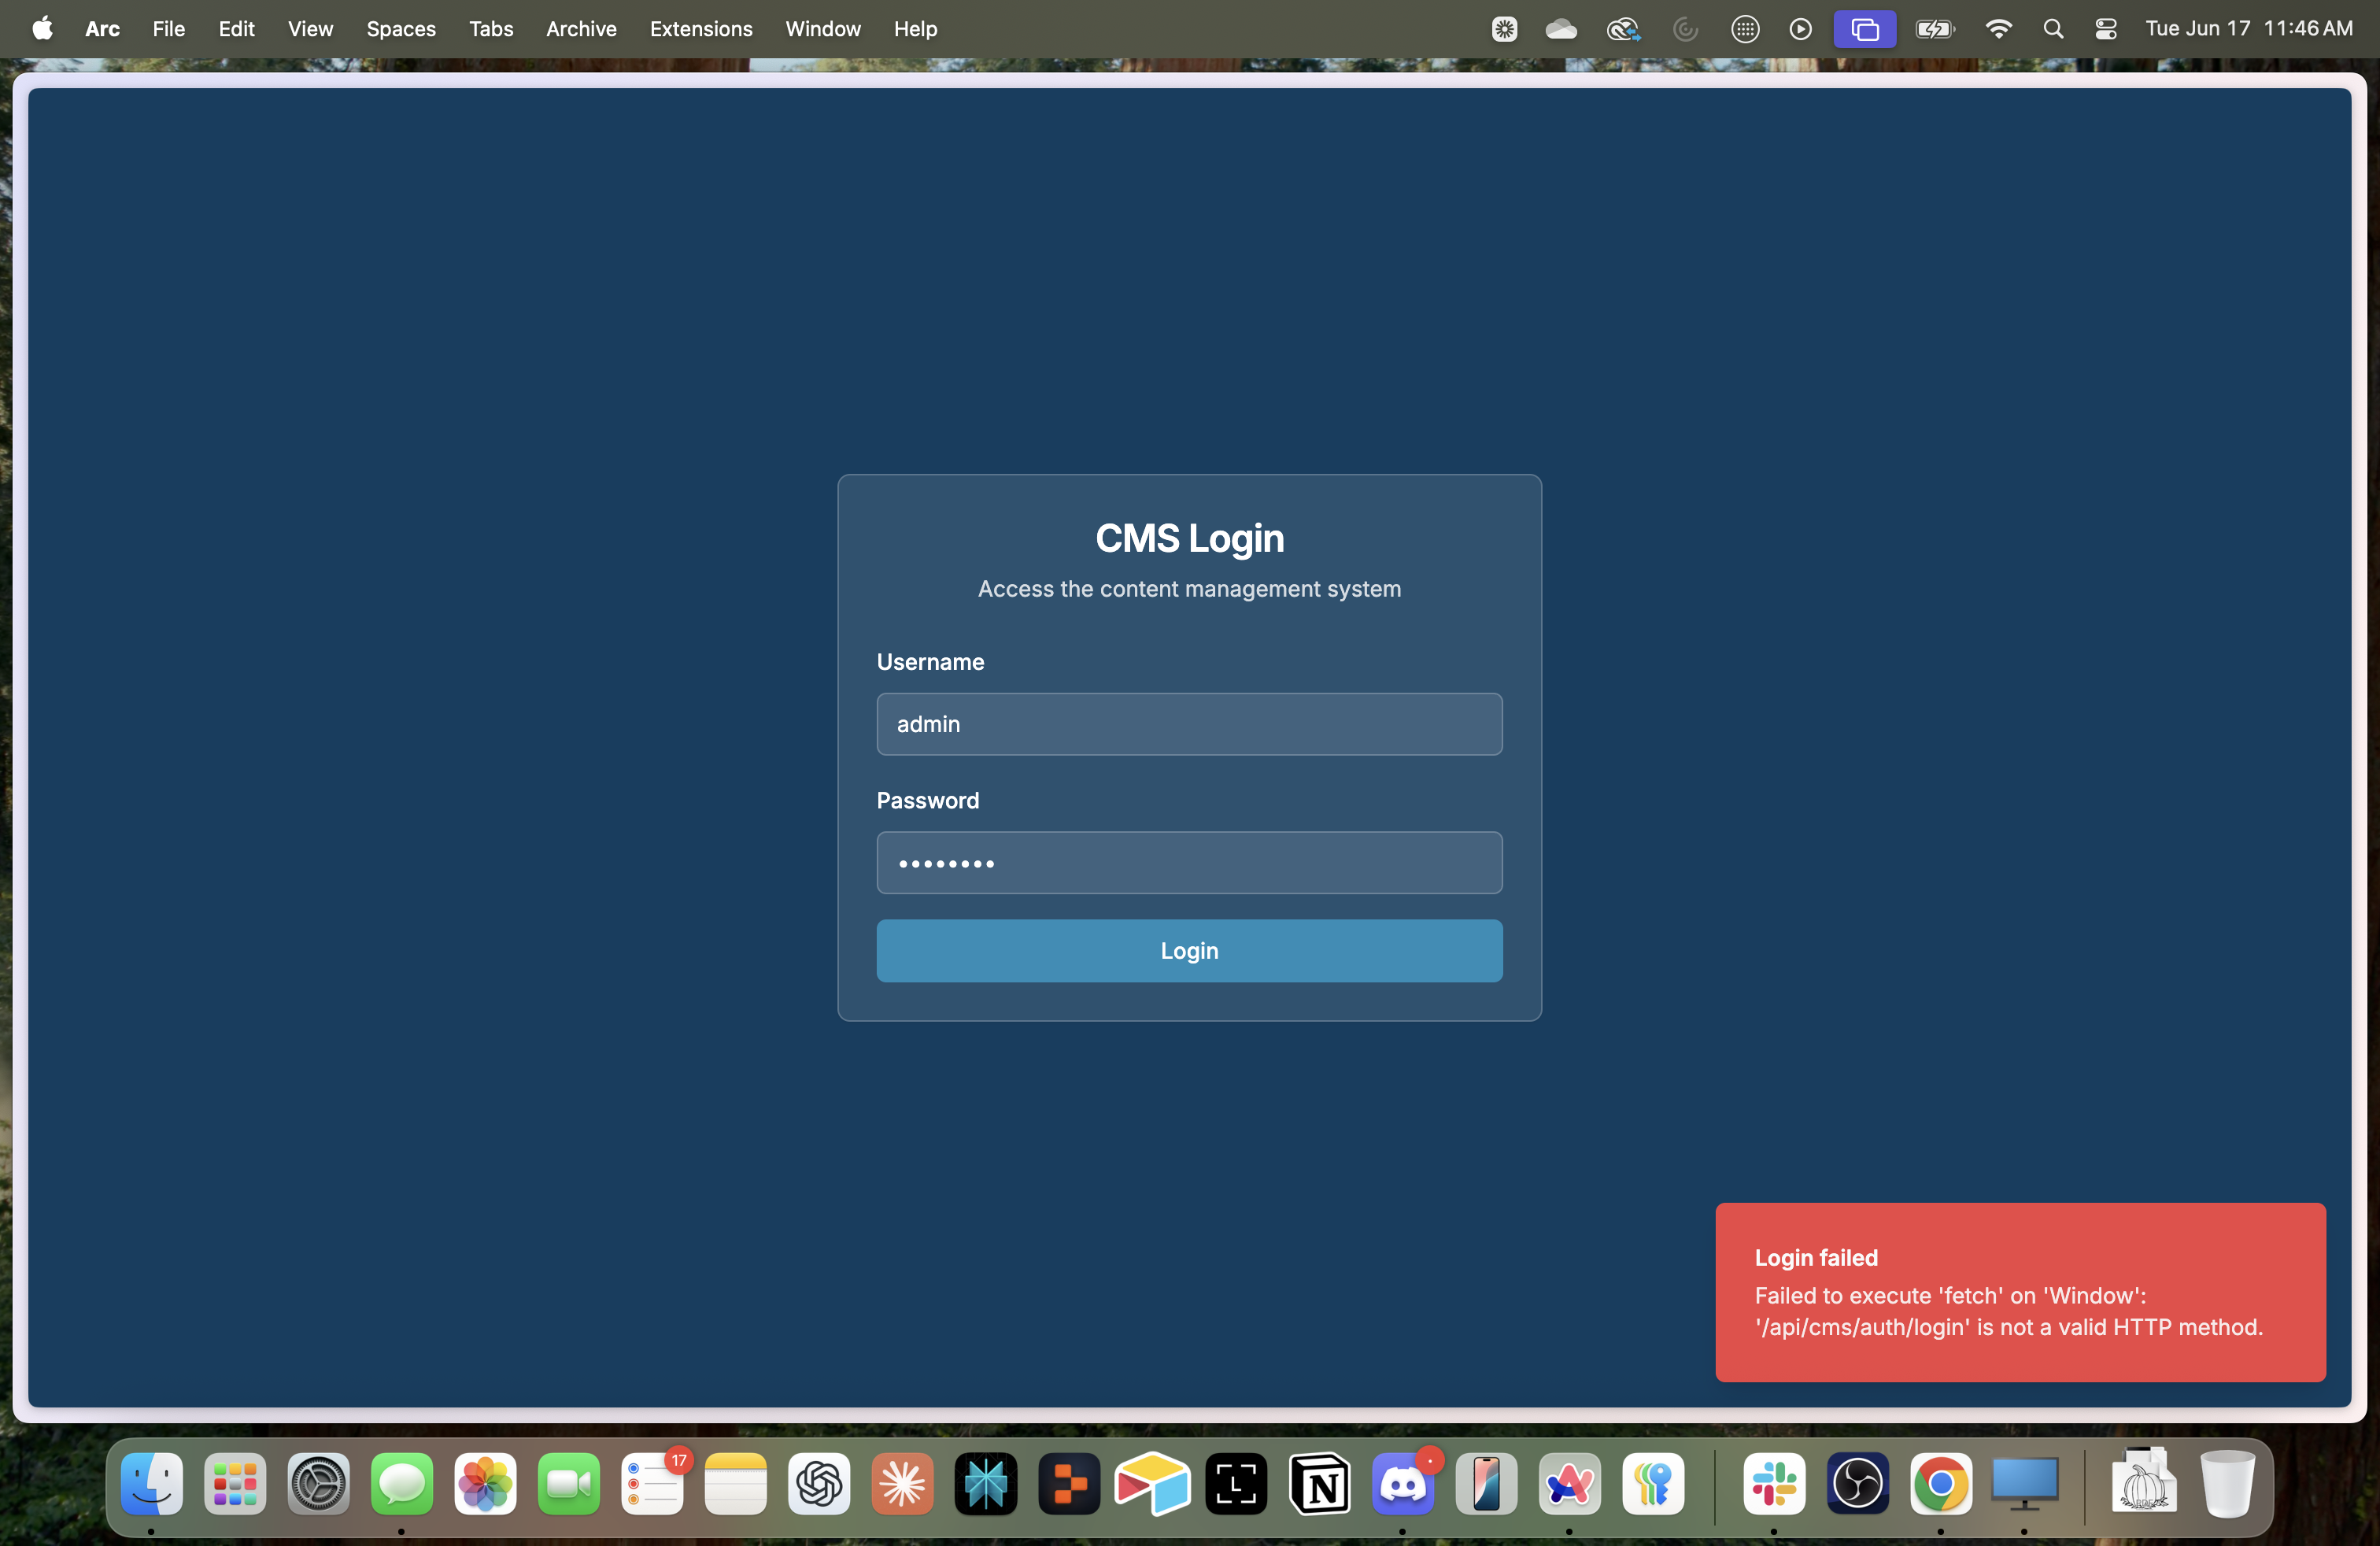 Arc File Edit View Spaces Tabs Archive Extensions Window Help Tue Jun 17 11:46 AM
CMS Login
Access the content management system
Username
admin
Password
••••••••
Login
Login failed
Failed to execute 'fetch' on 'Window':
'/api/cms/auth/login' is not a valid HTTP method.
17
L
N